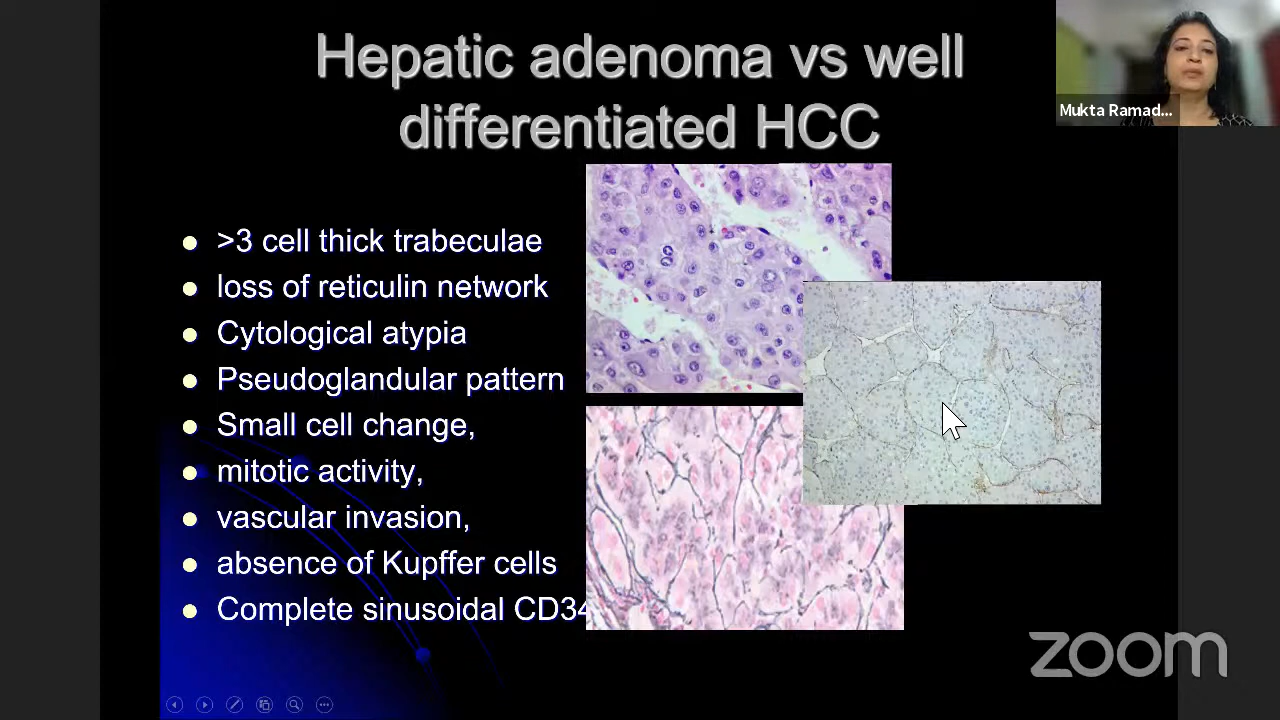 Hepatic adenoma vs well
differentiated HCC
Mukta Ramad...
>3 cell thick trabeculae
loss of reticulin network
Cytological atypia
Pseudoglandular pattern
Small cell change,
mitotic activity,
vascular invasion,
absence of Kupffer cells
Complete sinusoidal CD34
zoom